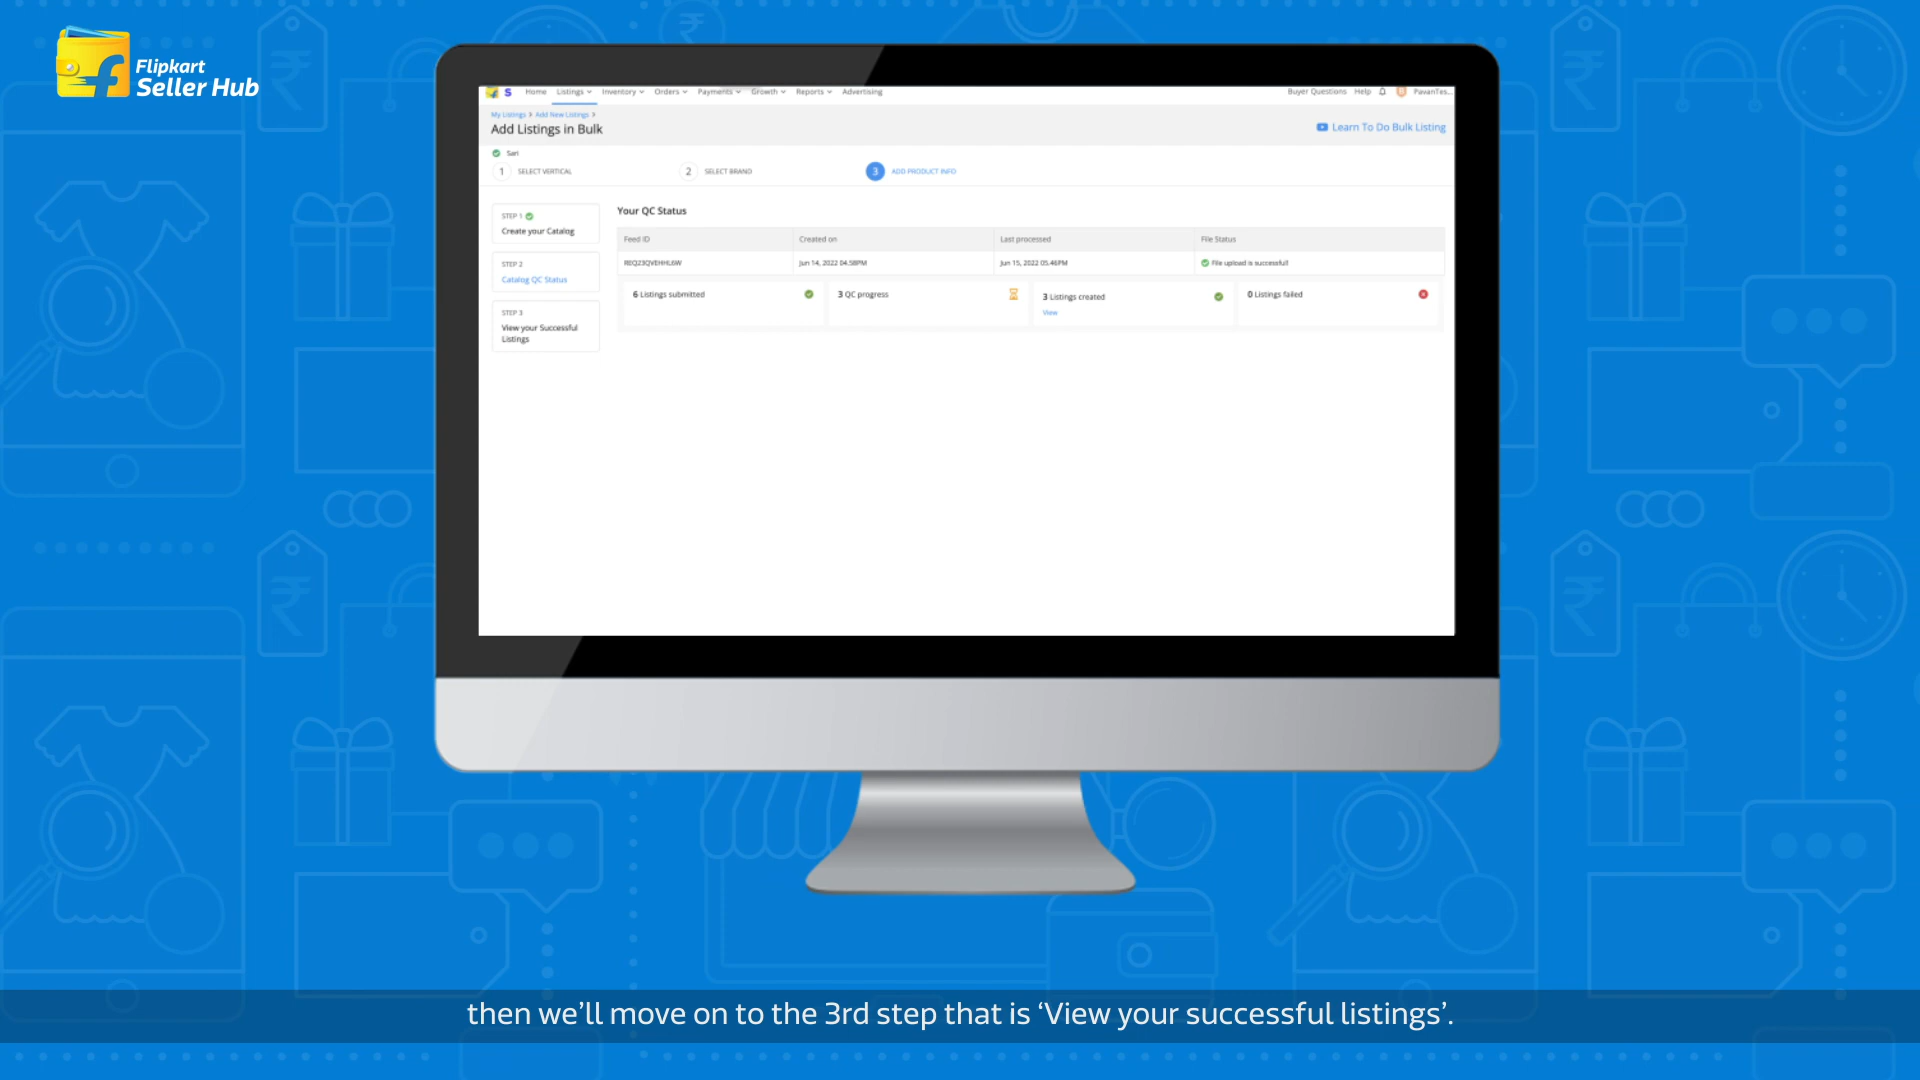 Flipkart
Seller Hub
S Home Listings Inventory Orders Payments Growth Reports Advertising Buyer Questions Help PavanTes...
My Listings > Add New Listings >
Add Listings in Bulk
Learn To Do Bulk Listing
Sari
1 SELECT VERTICAL 2 SELECT BRAND 3 ADD PRODUCT INFO
STEP 1
Create your Catalog
STEP 2
Catalog QC Status
STEP 3
View your Successful
Listings
Your QC Status
Feed ID Created on Last processed File Status
REQ23QVEHHL6W Jun 14, 2022 04.58PM Jun 15, 2022 05.46PM File upload is successful!
6 Listings submitted 3 QC progress 3 Listings created 0 Listings failed
View
then we’ll move on to the 3rd step that is ‘View your successful listings’.